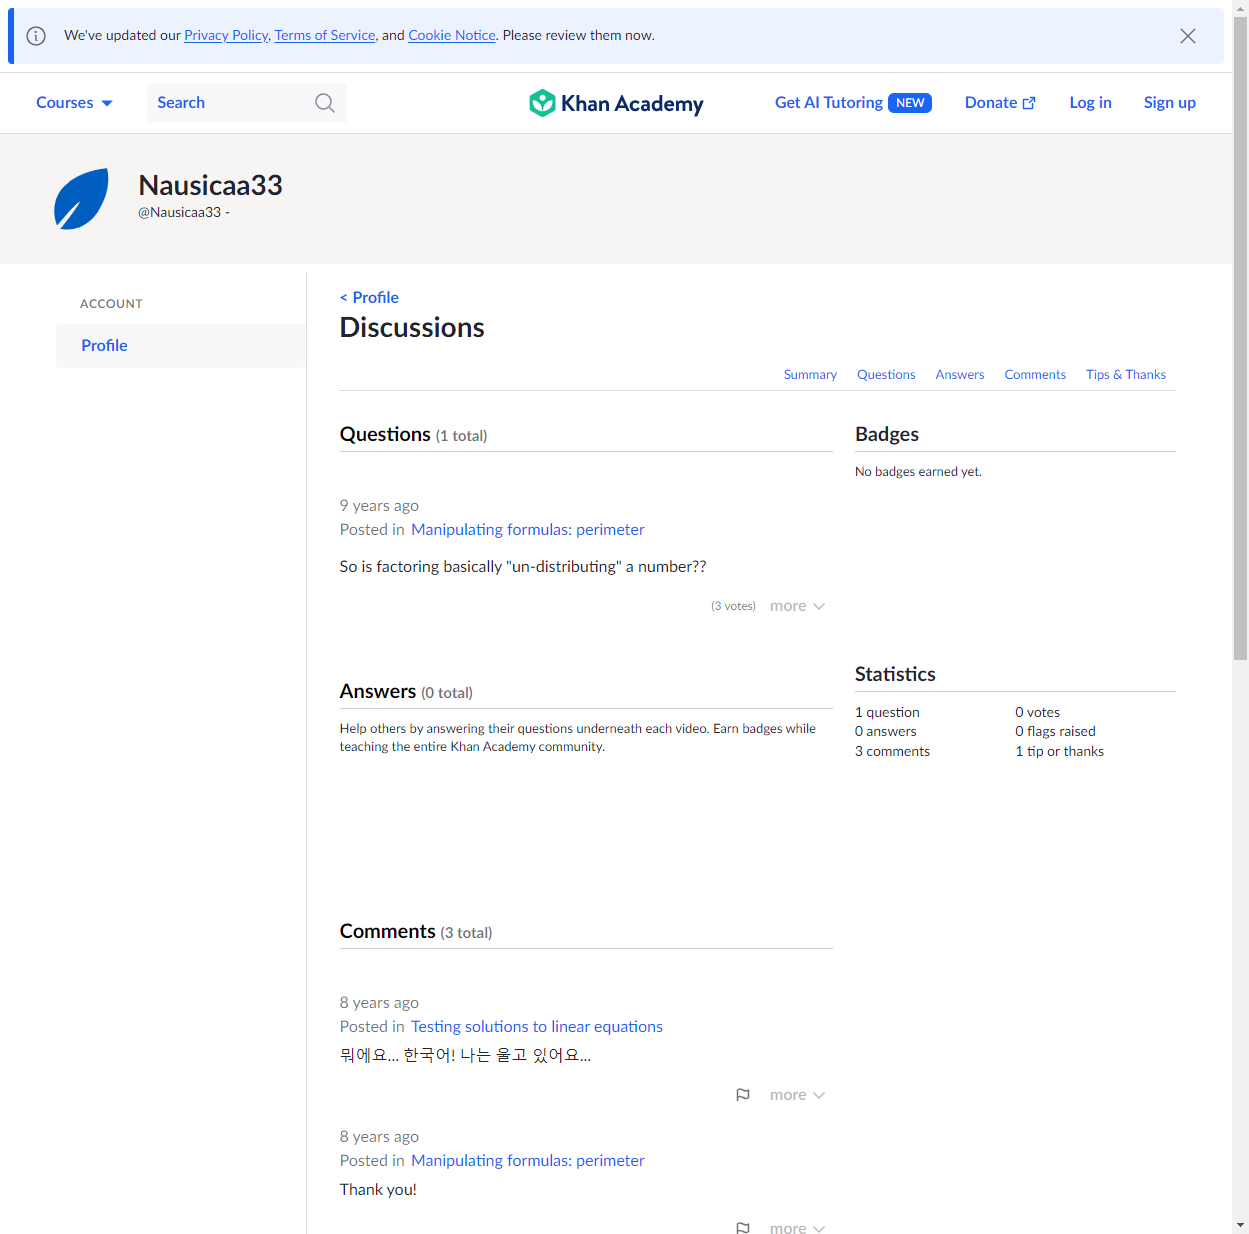 We've updated our Privacy Policy, Terms of Service, and Cookie Notice. Please review them now.
Courses
Search
Khan Academy
Get AI Tutoring NEW
Donate
Log in
Sign up
Nausicaa33
@Nausicaa33 -
ACCOUNT
Profile
< Profile
Discussions
Summary
Questions
Answers
Comments
Tips & Thanks
Questions (1 total)
9 years ago
Posted in Manipulating formulas: perimeter
So is factoring basically "un-distributing" a number??
(3 votes)
more
Badges
No badges earned yet.
Answers (0 total)
Help others by answering their questions underneath each video. Earn badges while
teaching the entire Khan Academy community.
Statistics
1 question
0 votes
0 answers
0 flags raised
3 comments
1 tip or thanks
Comments (3 total)
8 years ago
Posted in Testing solutions to linear equations
뭐에요... 한국어! 나는 울고 있어요...
more
8 years ago
Posted in Manipulating formulas: perimeter
Thank you!
more